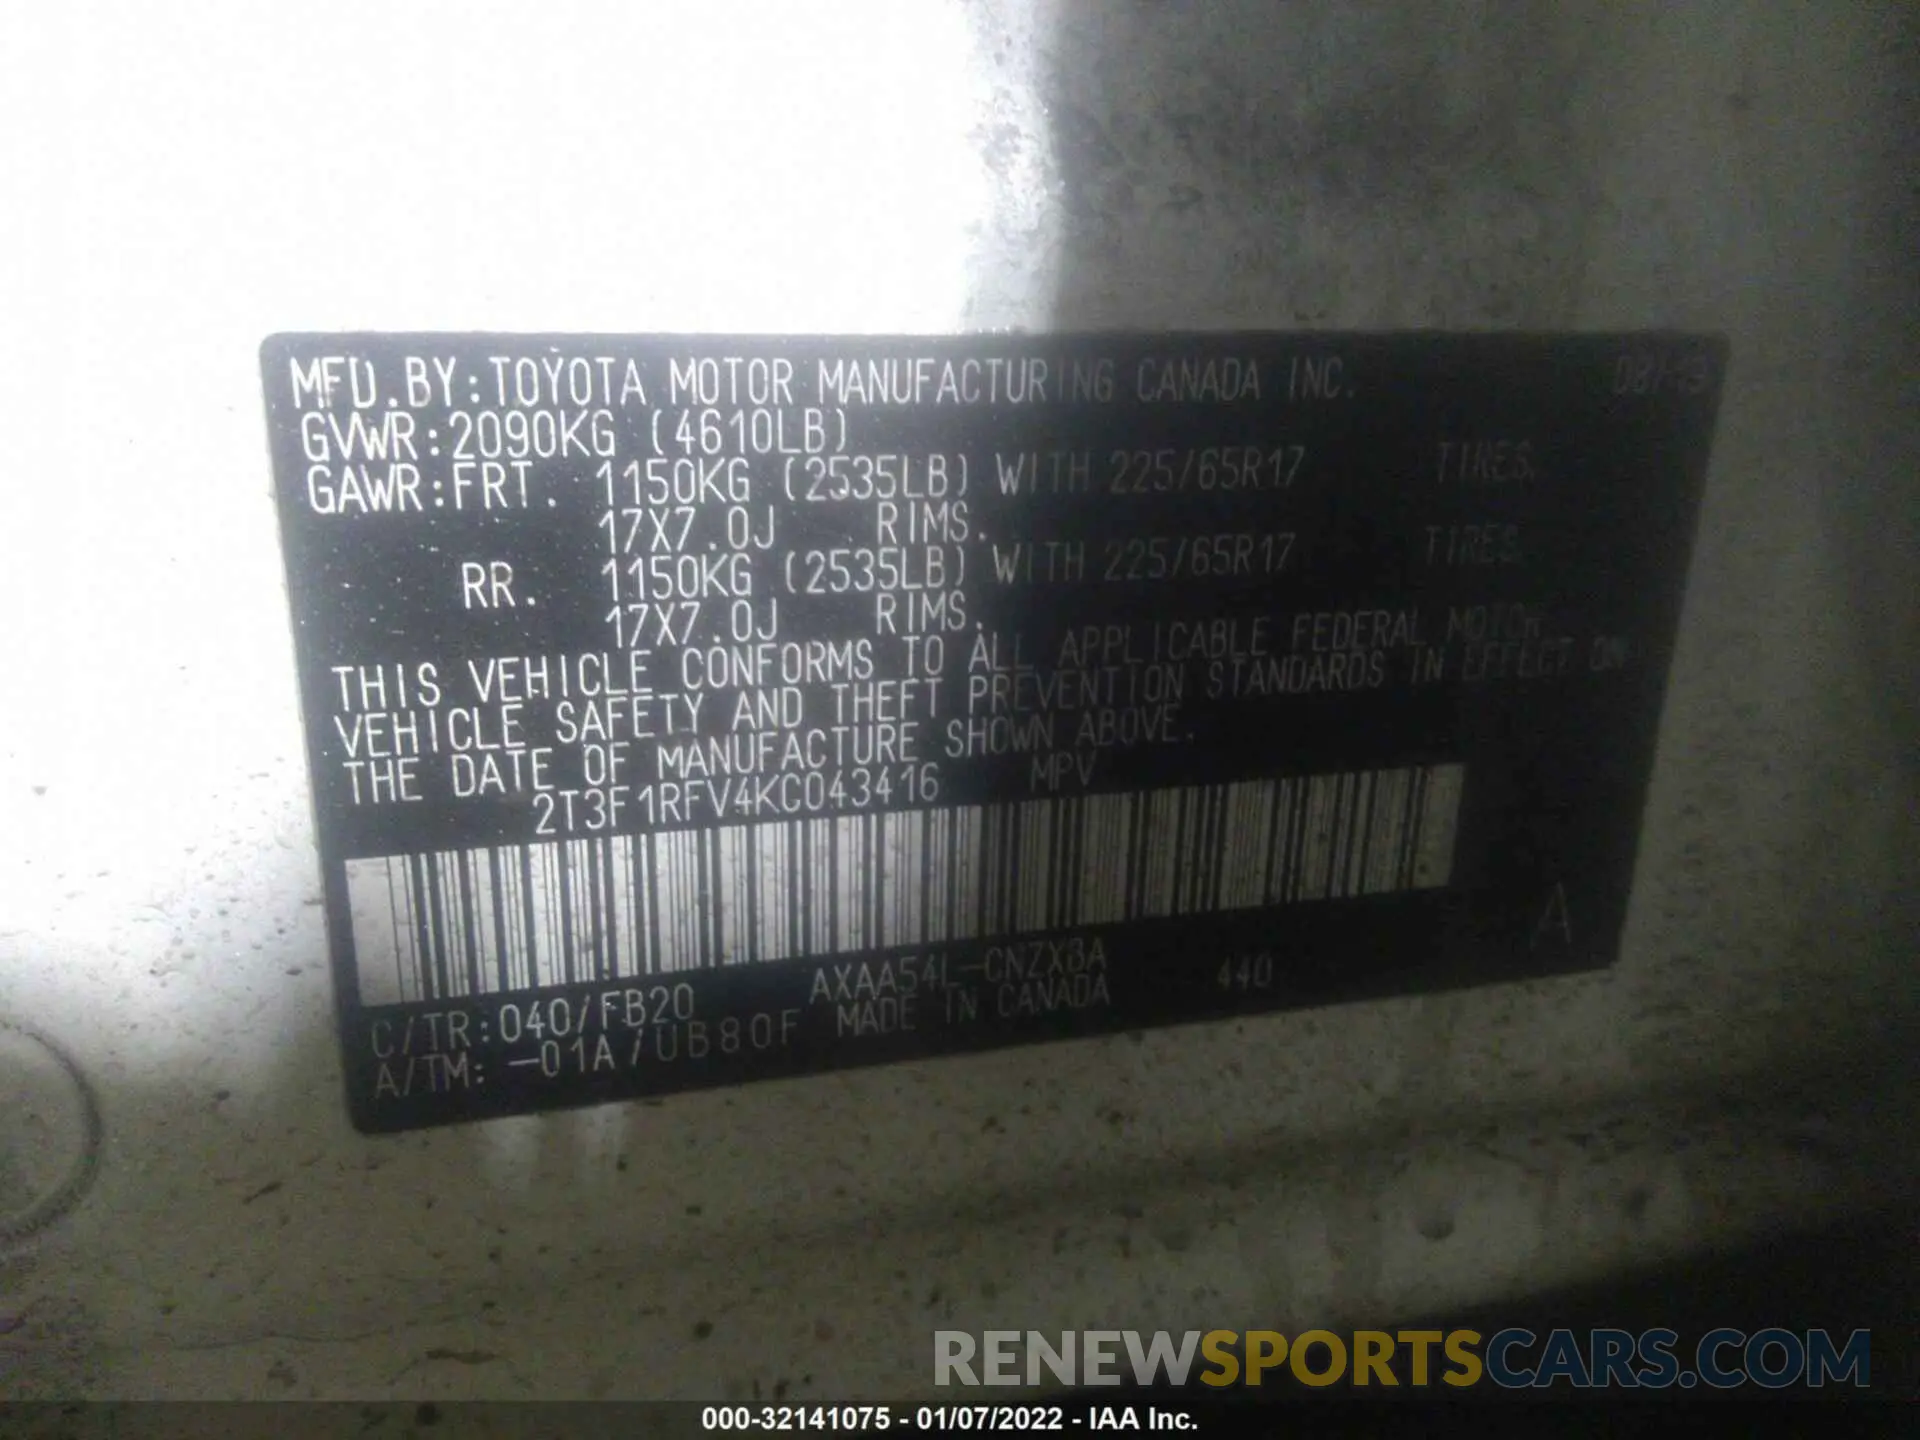 MFD.BY:TOYOTA MOTOR MANUFACTURING CANADA INC.
GVWR:2090KG (4610LB)
GAWR:FRT. 1150KG (2535LB) WITH 225/65R17 TIRES.
17X7.0J RIMS.
RR. 1150KG (2535LB) WITH 225/65R17 TIRES.
17X7.0J RIMS.
THIS VEHICLE CONFORMS TO ALL APPLICABLE FEDERAL MOTOR
VEHICLE SAFETY AND THEFT PREVENTION STANDARDS IN EFFECT ON
THE DATE OF MANUFACTURE SHOWN ABOVE.
2T3F1RFV4KC043416 MPV
A
C/TR:040/FB20 AXAA54L-CNZXBA 440
A/TM: -01A/UB80F MADE IN CANADA
RENEWSPORTSCARS.COM
000-32141075 - 01/07/2022 - IAA Inc.